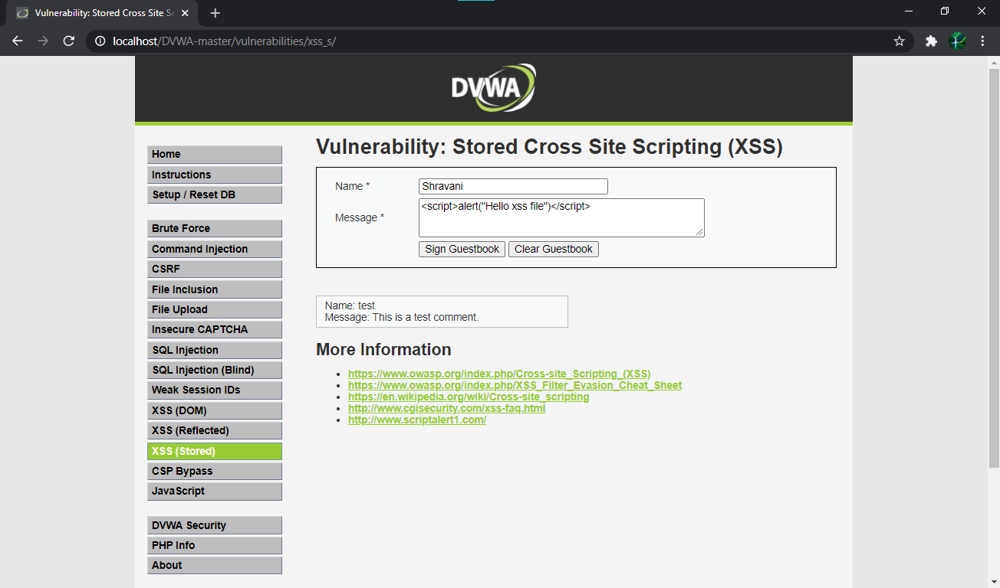 Vulnerability: Stored Cross Site Sc
localhost/DVWA-master/vulnerabilities/xss_s/
DVWA
Home
Instructions
Setup / Reset DB
Brute Force
Command Injection
CSRF
File Inclusion
File Upload
Insecure CAPTCHA
SQL Injection
SQL Injection (Blind)
Weak Session IDs
XSS (DOM)
XSS (Reflected)
XSS (Stored)
CSP Bypass
JavaScript
DVWA Security
PHP Info
About
Vulnerability: Stored Cross Site Scripting (XSS)
Name * Shravani
Message * <script>alert("Hello xss file")</script>
Sign Guestbook Clear Guestbook
Name: test
Message: This is a test comment.
More Information
https://www.owasp.org/index.php/Cross-site_Scripting_(XSS)
https://www.owasp.org/index.php/XSS_Filter_Evasion_Cheat_Sheet
https://en.wikipedia.org/wiki/Cross-site_scripting
http://www.cgisecurity.com/xss-faq.html
http://www.scriptalert1.com/